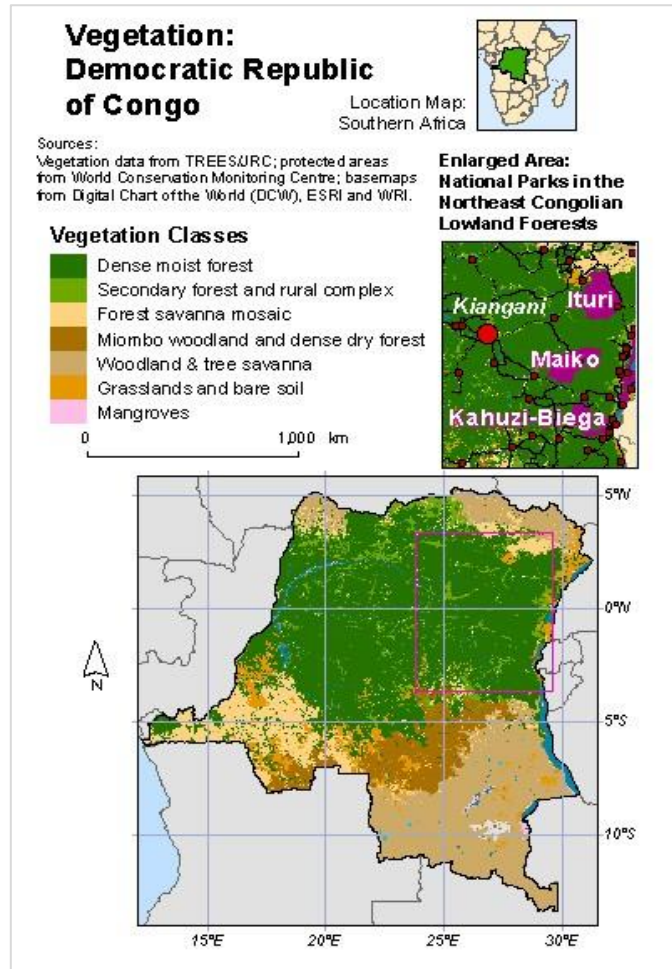 Vegetation:
Democratic Republic
of Congo
Location Map:
Southern Africa
Sources:
Vegetation data from TREES/JRC; protected areas
from World Conservation Monitoring Centre; basemaps
from Digital Chart of the World (DCW), ESRI and WRI.
Enlarged Area:
National Parks in the
Northeast Congolian
Lowland Foerests
Vegetation Classes
Dense moist forest
Secondary forest and rural complex
Forest savanna mosaic
Miombo woodland and dense dry forest
Woodland & tree savanna
Grasslands and bare soil
Mangroves
0 1,000 km
Ituri
Kiangani
Maiko
Kahuzi-Biega
5°W
0°W
5°S
10°S
N
15°E 20°E 25°E 30°E